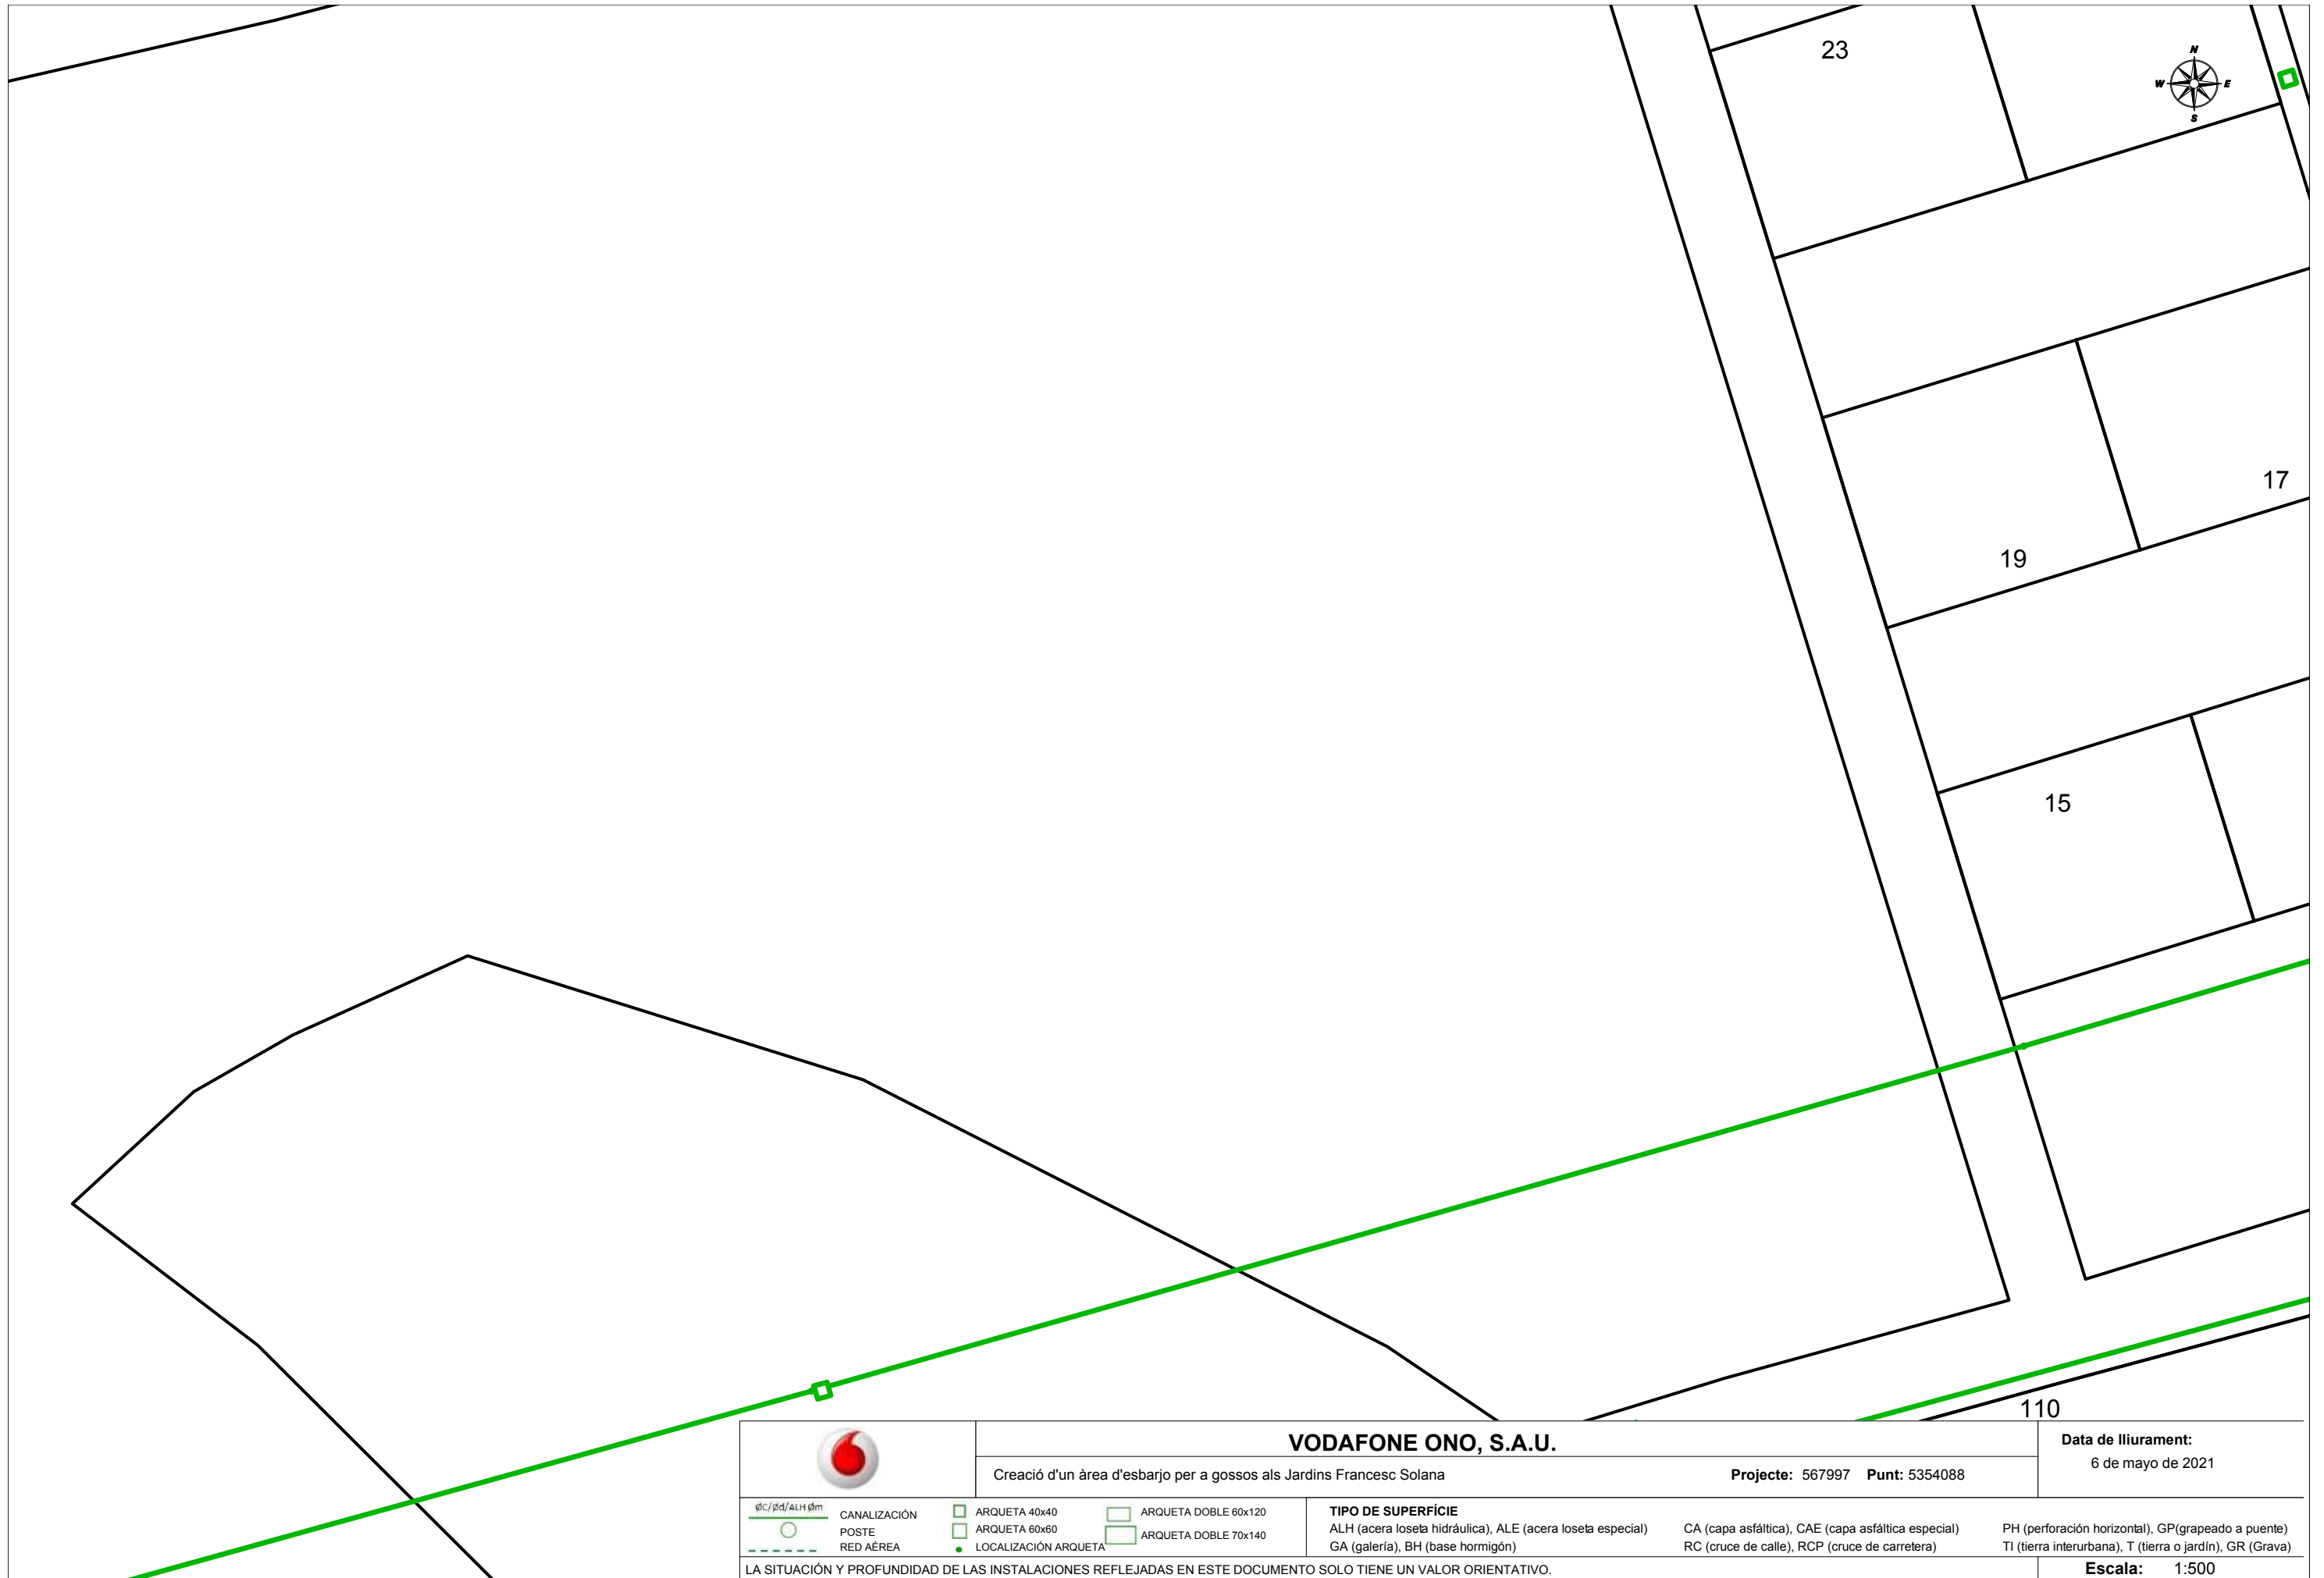 23
N
W E
S
17
19
15
110
VODAFONE ONO, S.A.U.
Creació d'un àrea d'esbarjo per a gossos als Jardins Francesc Solana
Projecte: 567997 Punt: 5354088
Data de lliurament:
6 de mayo de 2021
ØC/Ød/ALH Øm
CANALIZACIÓN
POSTE
RED AÉREA
ARQUETA 40x40
ARQUETA 60x60
LOCALIZACIÓN ARQUETA
ARQUETA DOBLE 60x120
ARQUETA DOBLE 70x140
TIPO DE SUPERFÍCIE
ALH (acera loseta hidráulica), ALE (acera loseta especial)
GA (galería), BH (base hormigón)
CA (capa asfáltica), CAE (capa asfáltica especial)
RC (cruce de calle), RCP (cruce de carretera)
PH (perforación horizontal), GP(grapeado a puente)
TI (tierra interurbana), T (tierra o jardín), GR (Grava)
LA SITUACIÓN Y PROFUNDIDAD DE LAS INSTALACIONES REFLEJADAS EN ESTE DOCUMENTO SOLO TIENE UN VALOR ORIENTATIVO.
Escala: 1:500